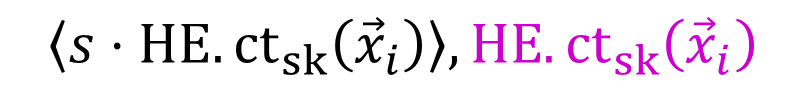 ⟨s · HE. ct_sk(x⃗_i)⟩, HE. ct_sk(x⃗_i)